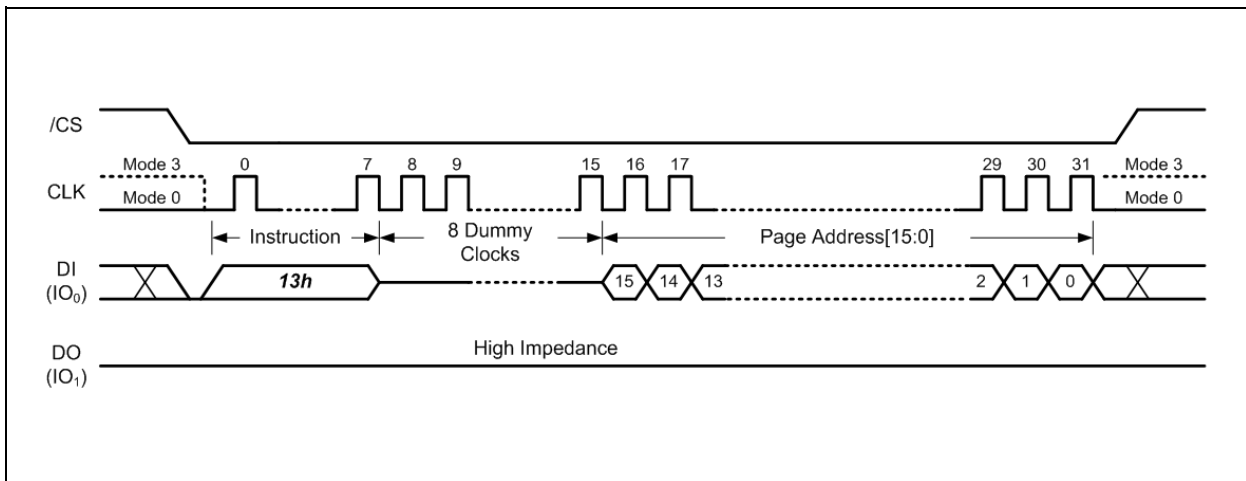 /CS
Mode 3 0 7 8 9 15 16 17 29 30 31 Mode 3
CLK
Mode 0 Mode 0
Instruction 8 Dummy Clocks Page Address[15:0]
DI
(IO₀)
13h 15 14 13 2 1 0
High Impedance
DO
(IO₁)